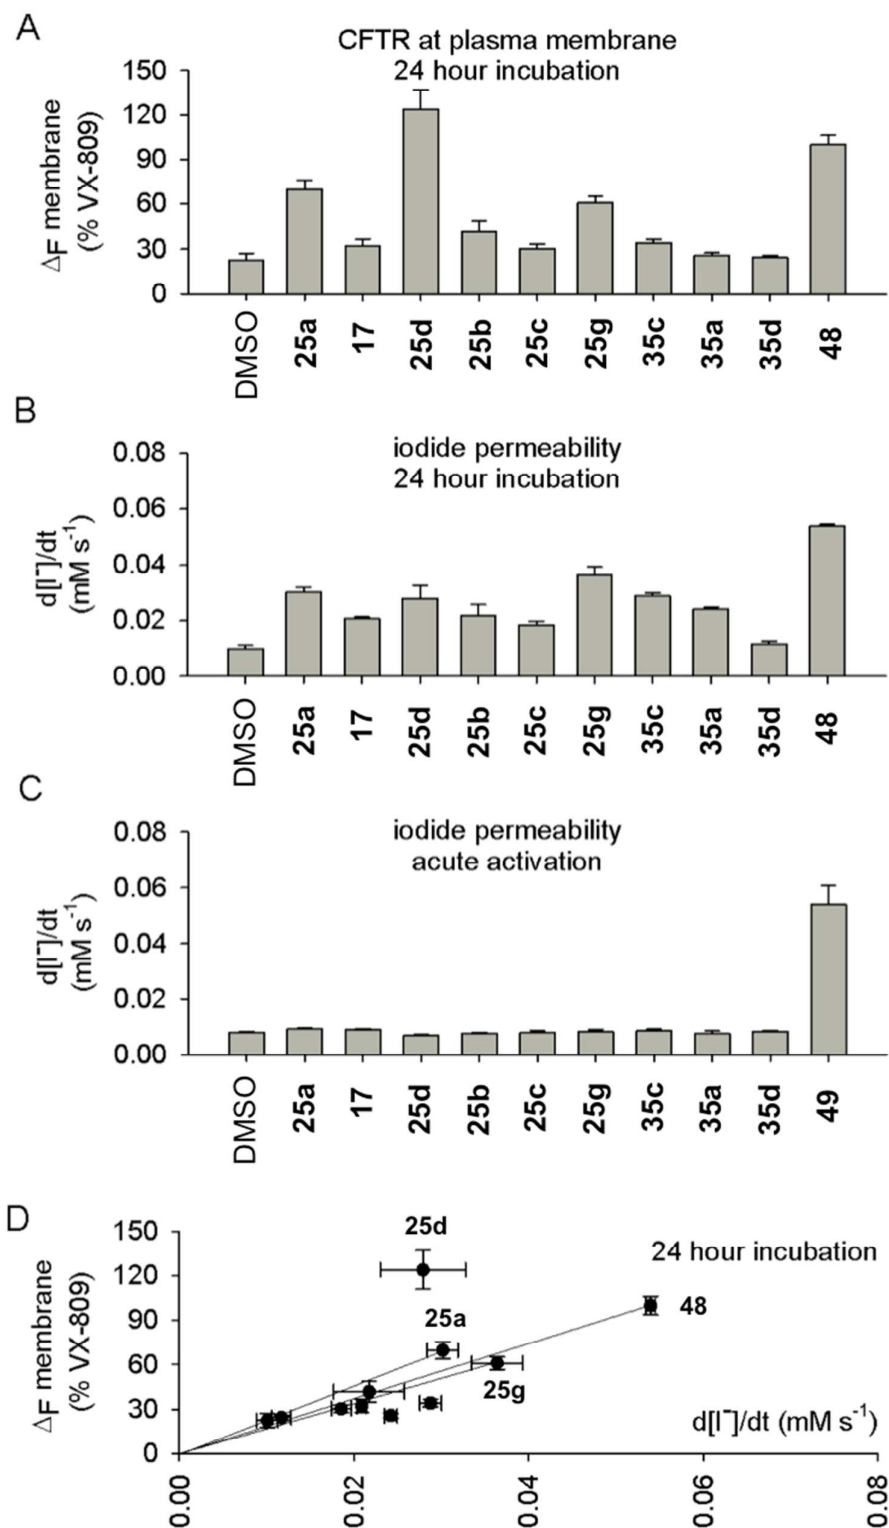 A
CFTR at plasma membrane
24 hour incubation
ΔF membrane
(% VX-809)
150
120
90
60
30
0
DMSO
25a
17
25d
25b
25c
25g
35c
35a
35d
48
B
iodide permeability
24 hour incubation
d[I⁻]/dt
(mM s⁻¹)
0.08
0.06
0.04
0.02
0.00
DMSO
25a
17
25d
25b
25c
25g
35c
35a
35d
48
C
iodide permeability
acute activation
d[I⁻]/dt
(mM s⁻¹)
0.08
0.06
0.04
0.02
0.00
DMSO
25a
17
25d
25b
25c
25g
35c
35a
35d
49
D
24 hour incubation
ΔF membrane
(% VX-809)
150
120
90
60
30
0
25d
25a
48
25g
d[I⁻]/dt (mM s⁻¹)
0.00
0.02
0.04
0.06
0.08